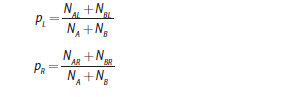 p_L = (N_AL + N_BL) / (N_A + N_B)
p_R = (N_AR + N_BR) / (N_A + N_B)